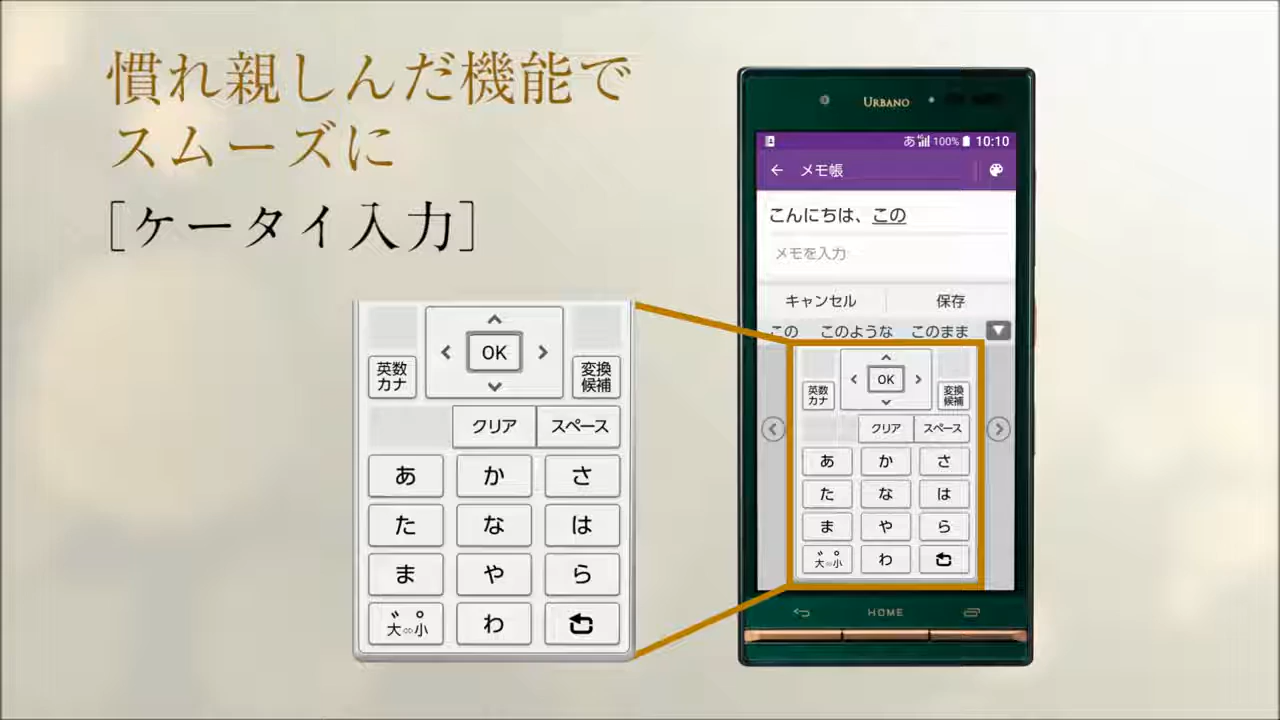 慣れ親しんだ機能で
スムーズに
[ケータイ入力]
英数
カナ
OK
変換
候補
クリア スペース
あ か さ
た な は
ま や ら
゛゜
大⇔小 わ
URBANO
あ 4G 100% 10:10
メモ帳
こんにちは、この
メモを入力
キャンセル 保存
この このような このまま
英数
カナ
OK
変換
候補
クリア スペース
あ か さ
た な は
ま や ら
゛゜
大⇔小 わ
HOME